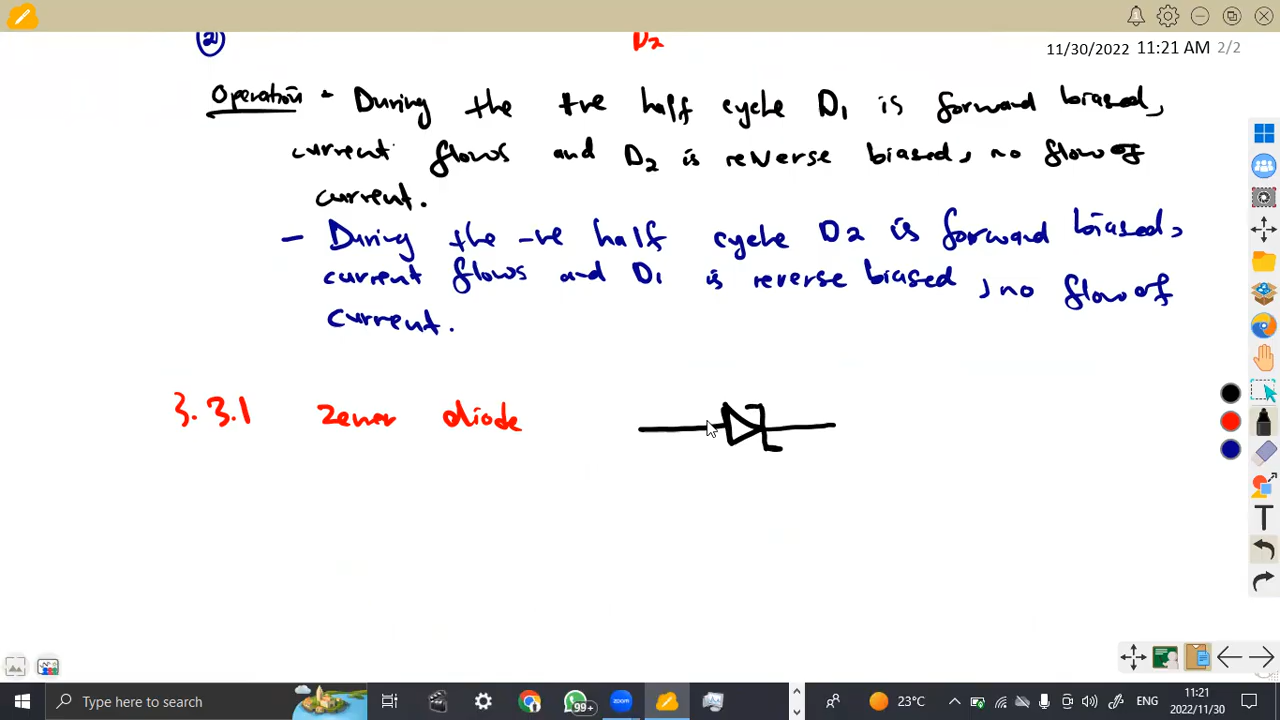 11/30/2022 11:21 AM 2/2
② D2
Operation - During the +ve half cycle D1 is forward biased,
current flows and D2 is reverse biased, no flow of
current.
- During the -ve half cycle D2 is forward biased,
current flows and D1 is reverse biased, no flow of
current.
3.3.1 zener diode
T
Type here to search
99+
zoom
23°C
ENG
11:21
2022/11/30